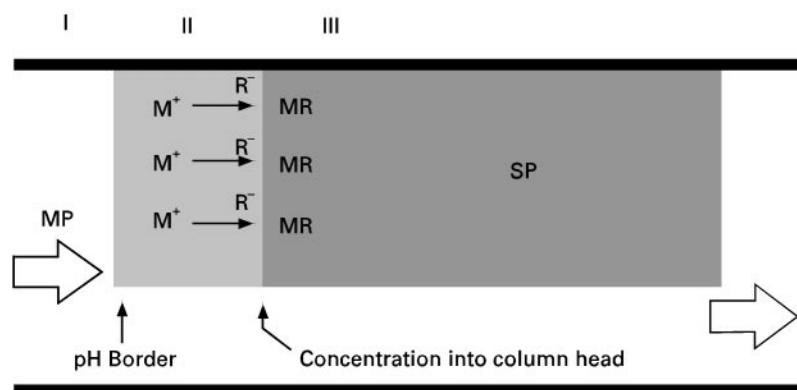 I II III
R⁻
M⁺ MR
R⁻
M⁺ MR
SP
R⁻
M⁺ MR
MP
pH Border
Concentration into column head